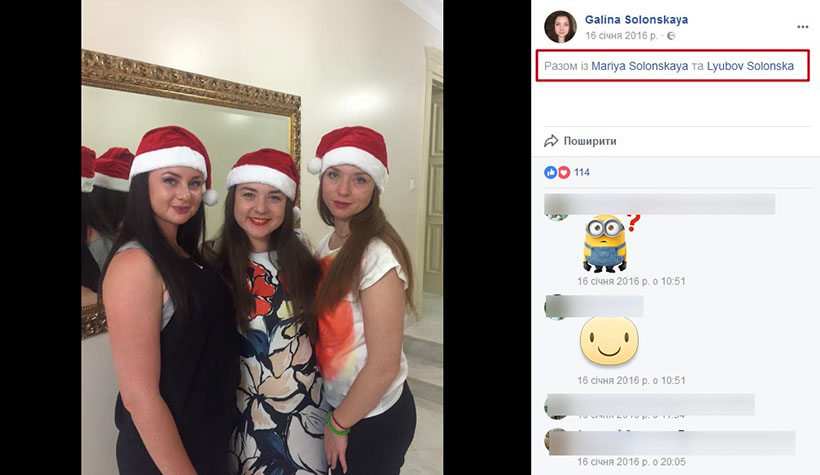 Galina Solonskaya
16 січня 2016 р. ·
Разом із Mariya Solonskaya та Lyubov Solonska
Поширити
114
?
16 січня 2016 р. о 10:51
16 січня 2016 р. о 10:51
16 січня 2016 р. о 20:05